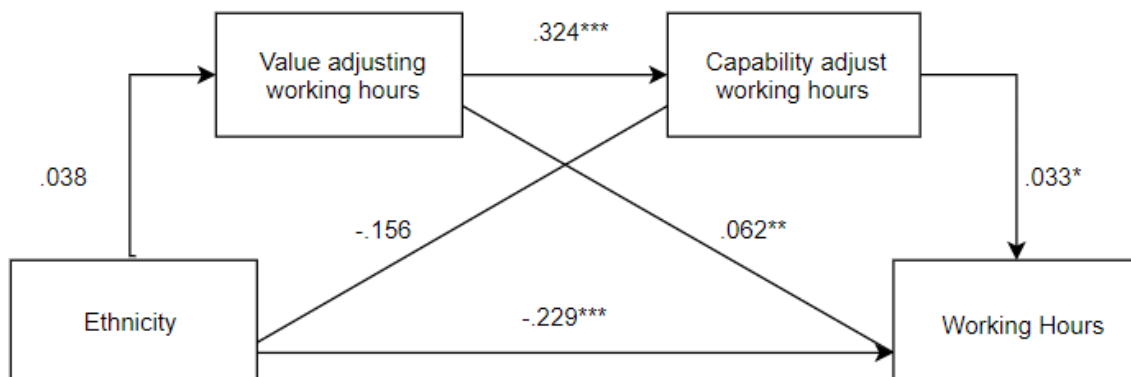 .324***
Value adjusting
working hours
Capability adjust
working hours
.038
-.156
.062**
.033*
Ethnicity
-.229***
Working Hours